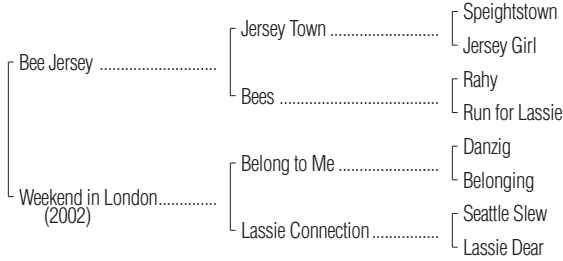 Speightstown
Jersey Town ........................
Jersey Girl
Bee Jersey ..........................
Rahy
Bees ...................................
Run for Lassie
Danzig
Belong to Me ......................
Belonging
Weekend in London.............
(2002)
Seattle Slew
Lassie Connection ...............
Lassie Dear